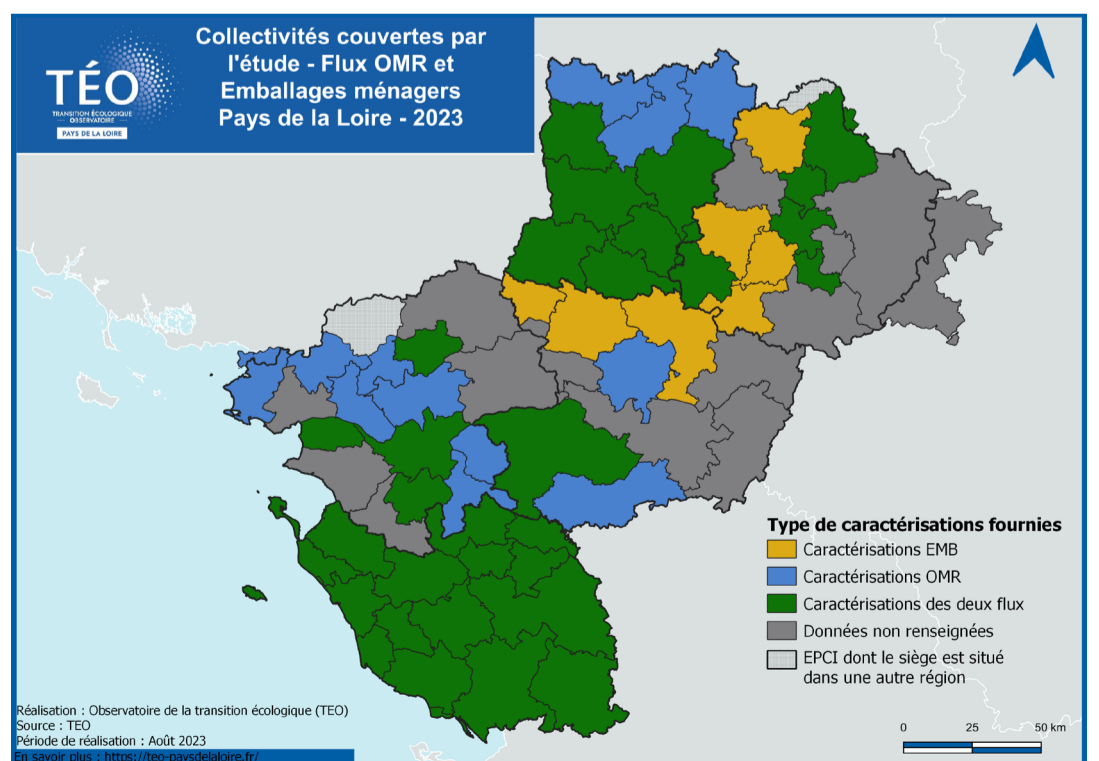 TÉO
TRANSITION ÉCOLOGIQUE
OBSERVATOIRE
PAYS DE LA LOIRE
Collectivités couvertes par
l'étude - Flux OMR et
Emballages ménagers
Pays de la Loire - 2023
Type de caractérisations fournies
Caractérisations EMB
Caractérisations OMR
Caractérisations des deux flux
Données non renseignées
EPCI dont le siège est situé
dans une autre région
Réalisation : Observatoire de la transition écologique (TEO)
Source : TEO
Période de réalisation : Août 2023
En savoir plus : https://teo-paysdelaloire.fr/
0 25 50 km